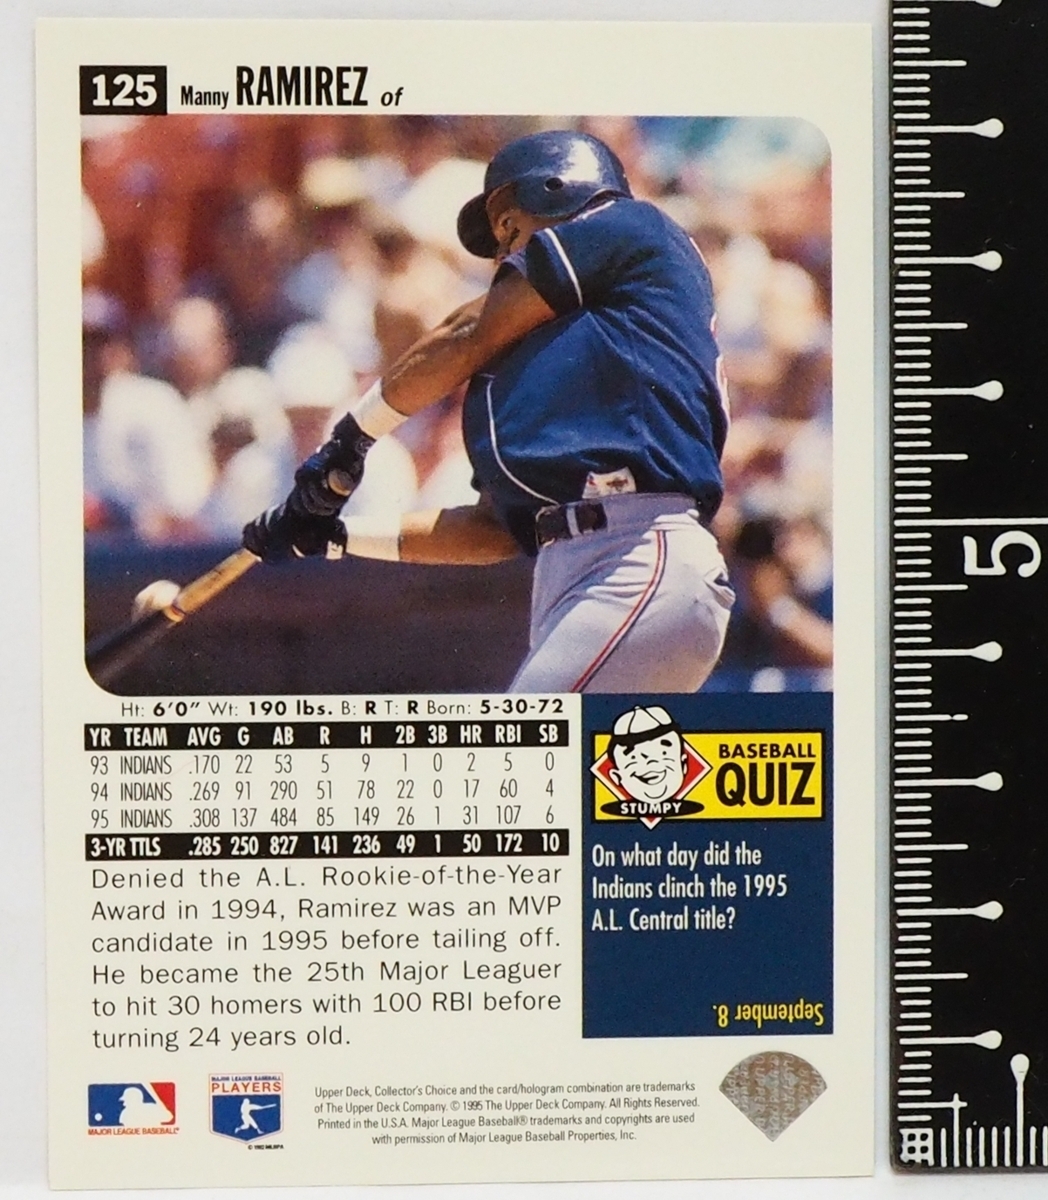 125 Manny RAMIREZ of
Ht: 6'0" Wt: 190 lbs. B: R T: R Born: 5-30-72
YR TEAM AVG G AB R H 2B 3B HR RBI SB
93 INDIANS .170 22 53 5 9 1 0 2 5 0
94 INDIANS .269 91 290 51 78 22 0 17 60 4
95 INDIANS .308 137 484 85 149 26 1 31 107 6
3-YR TTLS .285 250 827 141 236 49 1 50 172 10
Denied the A.L. Rookie-of-the-Year
Award in 1994, Ramirez was an MVP
candidate in 1995 before tailing off.
He became the 25th Major Leaguer
to hit 30 homers with 100 RBI before
turning 24 years old.
STUMPY
BASEBALL
QUIZ
On what day did the
Indians clinch the 1995
A.L. Central title?
September 8.
MAJOR LEAGUE BASEBALL
MAJOR LEAGUE BASEBALL
PLAYERS
Upper Deck, Collector's Choice and the card/hologram combination are trademarks
of The Upper Deck Company. © 1995 The Upper Deck Company. All Rights Reserved.
Printed in the U.S.A. Major League Baseball® trademarks and copyrights are used
with permission of Major League Baseball Properties, Inc.
5